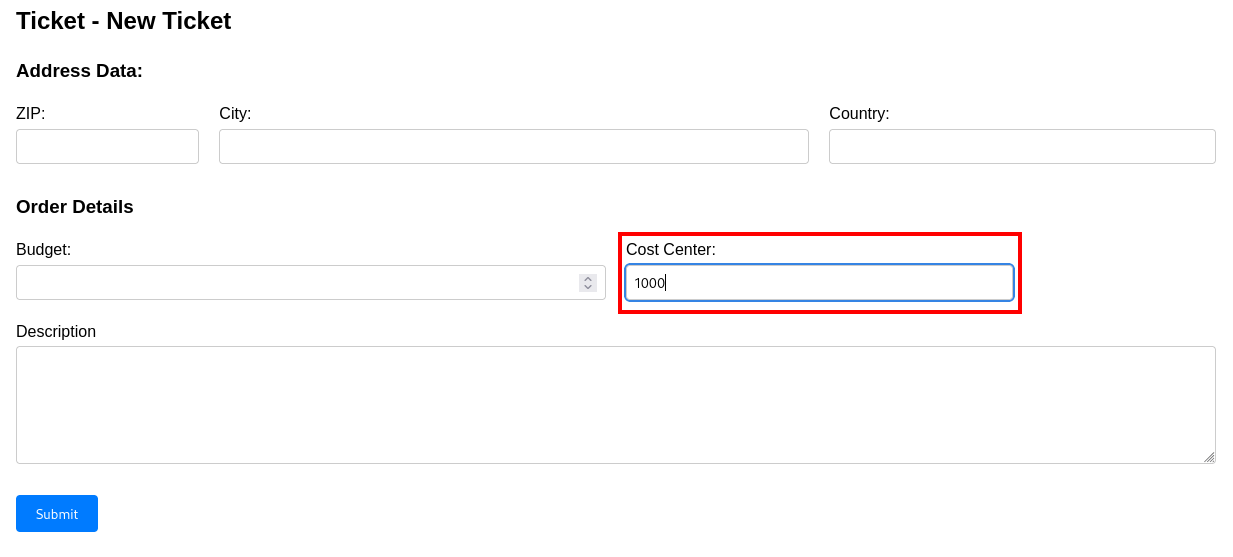 Ticket - New Ticket
Address Data:
ZIP: City: Country:
Order Details
Budget: Cost Center:
1000
Description
Submit